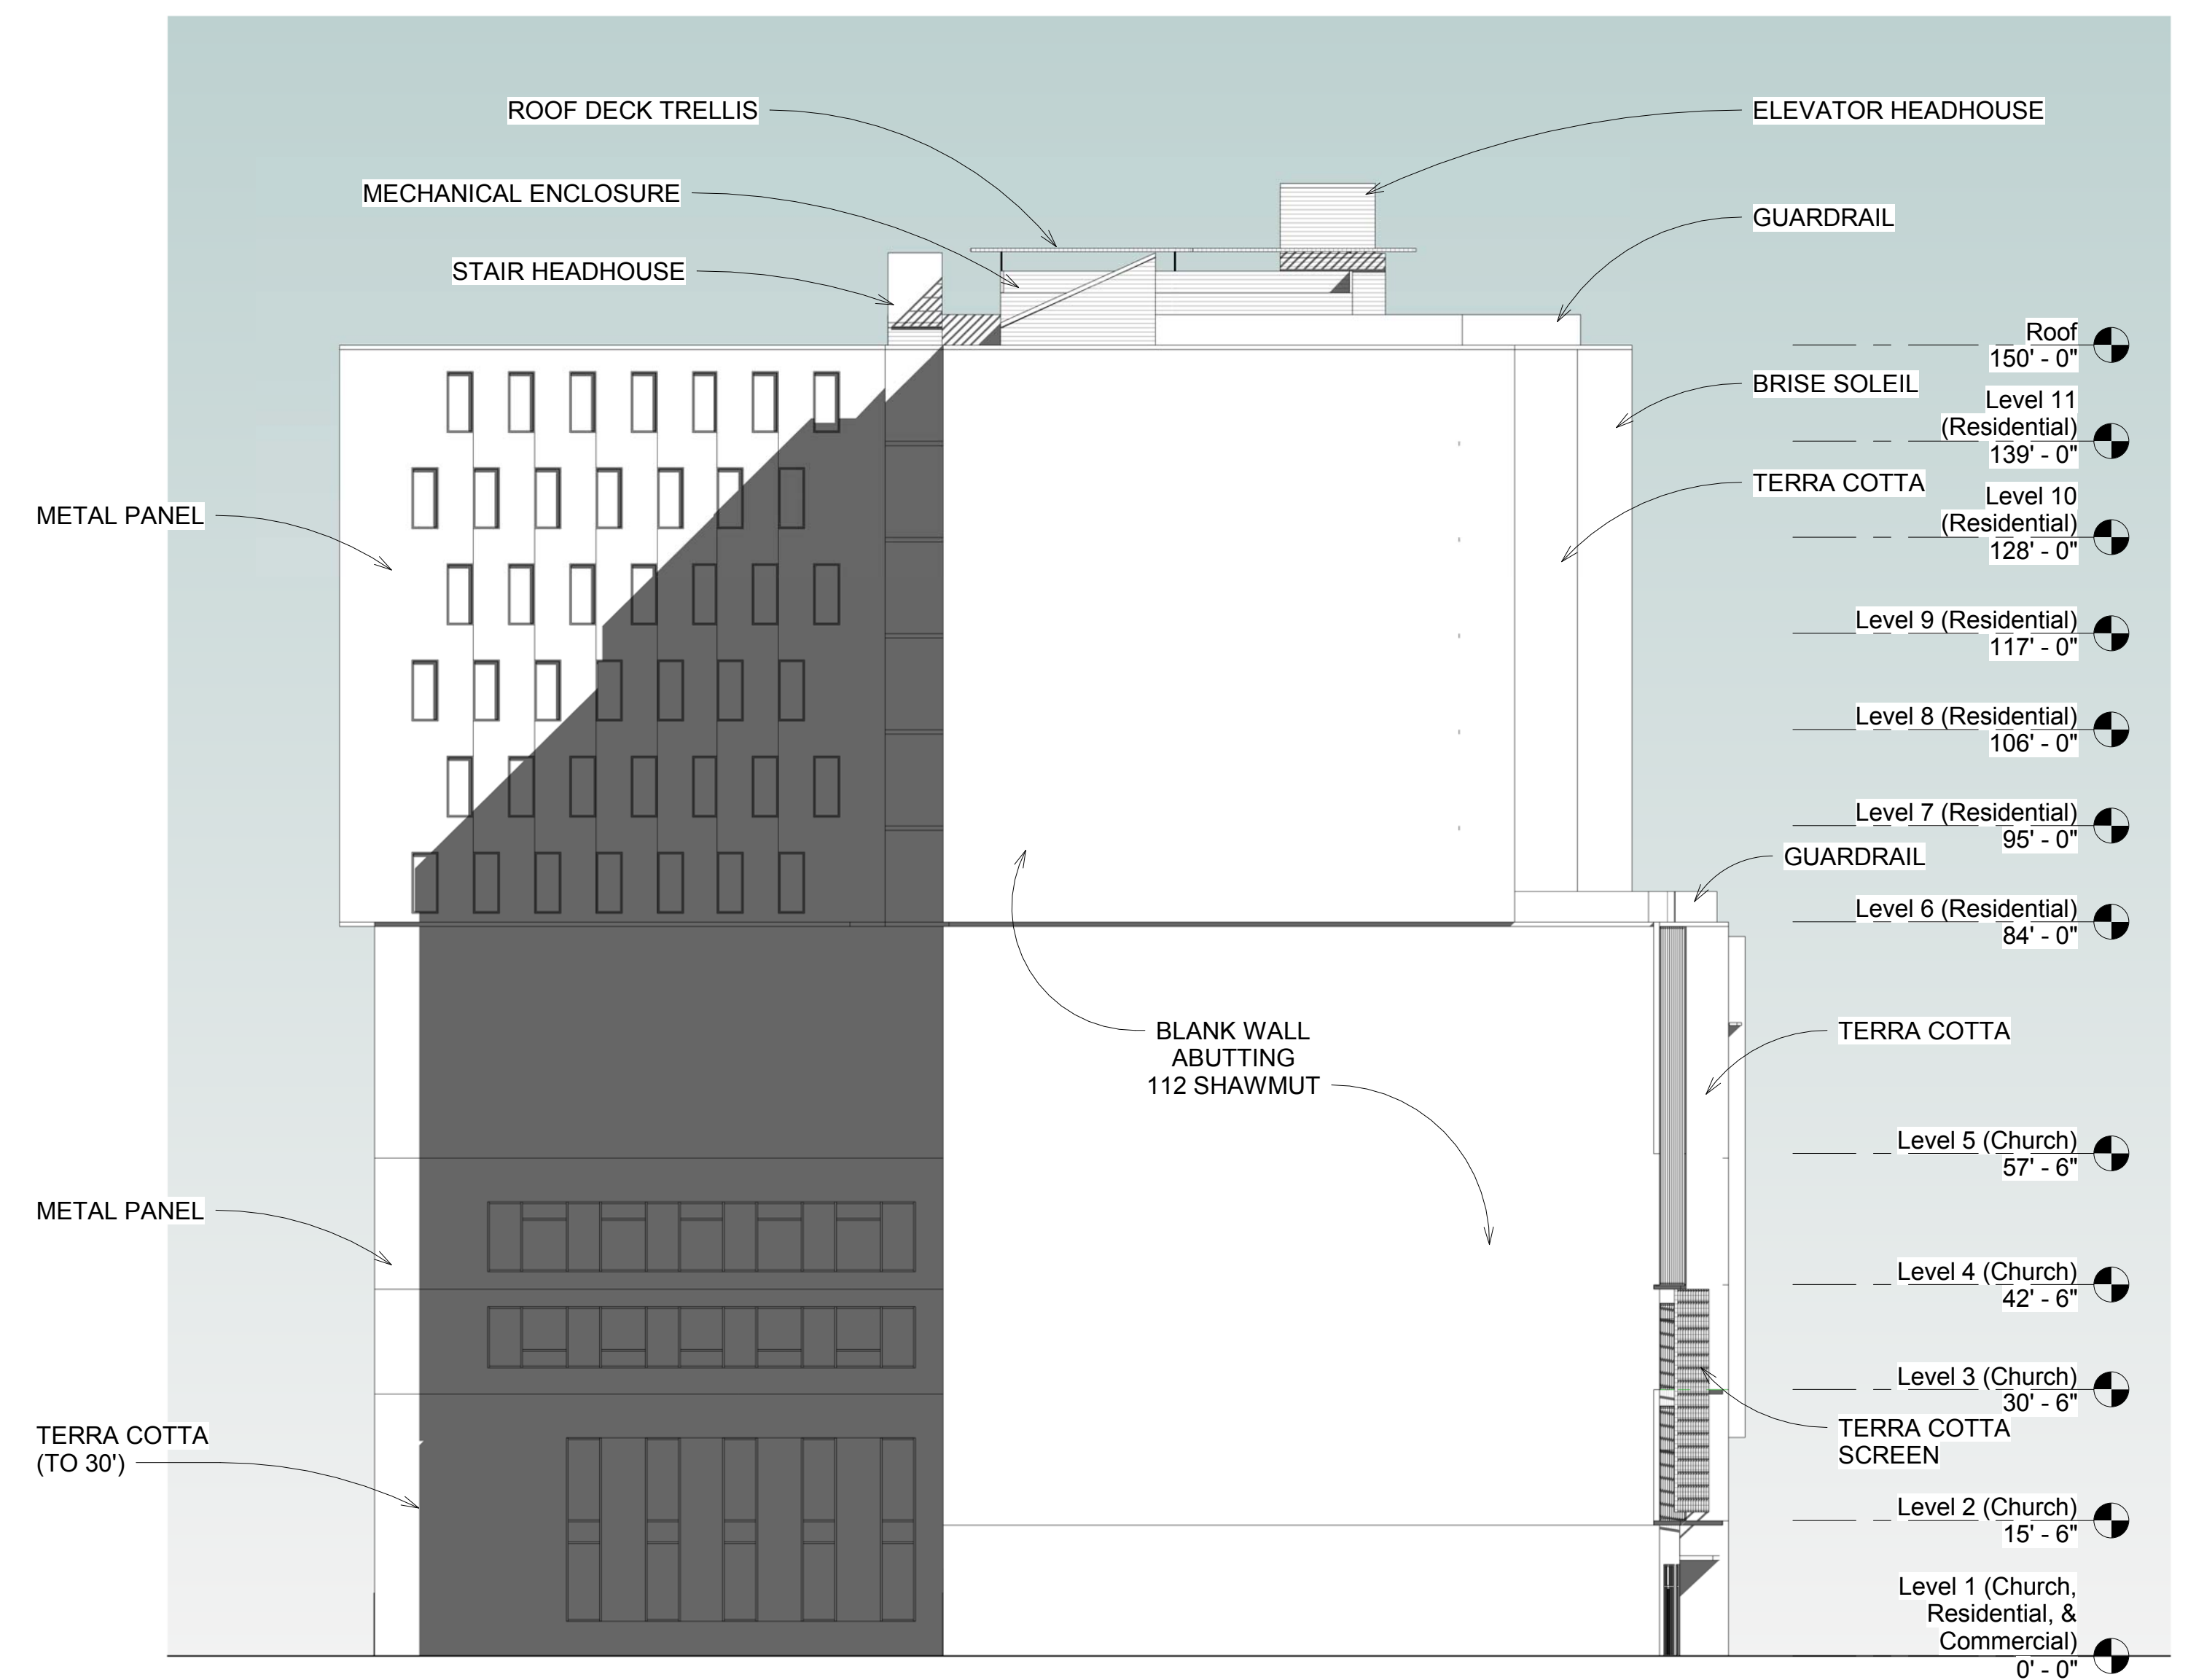 ROOF DECK TRELLIS
ELEVATOR HEADHOUSE
MECHANICAL ENCLOSURE
GUARDRAIL
STAIR HEADHOUSE
Roof
150' - 0"
BRISE SOLEIL
Level 11
(Residential)
139' - 0"
TERRA COTTA
Level 10
(Residential)
128' - 0"
METAL PANEL
Level 9 (Residential)
117' - 0"
Level 8 (Residential)
106' - 0"
Level 7 (Residential)
95' - 0"
GUARDRAIL
Level 6 (Residential)
84' - 0"
BLANK WALL
ABUTTING
112 SHAWMUT
TERRA COTTA
Level 5 (Church)
57' - 6"
METAL PANEL
Level 4 (Church)
42' - 6"
Level 3 (Church)
30' - 6"
TERRA COTTA
(TO 30')
TERRA COTTA
SCREEN
Level 2 (Church)
15' - 6"
Level 1 (Church,
Residential, &
Commercial)
0' - 0"